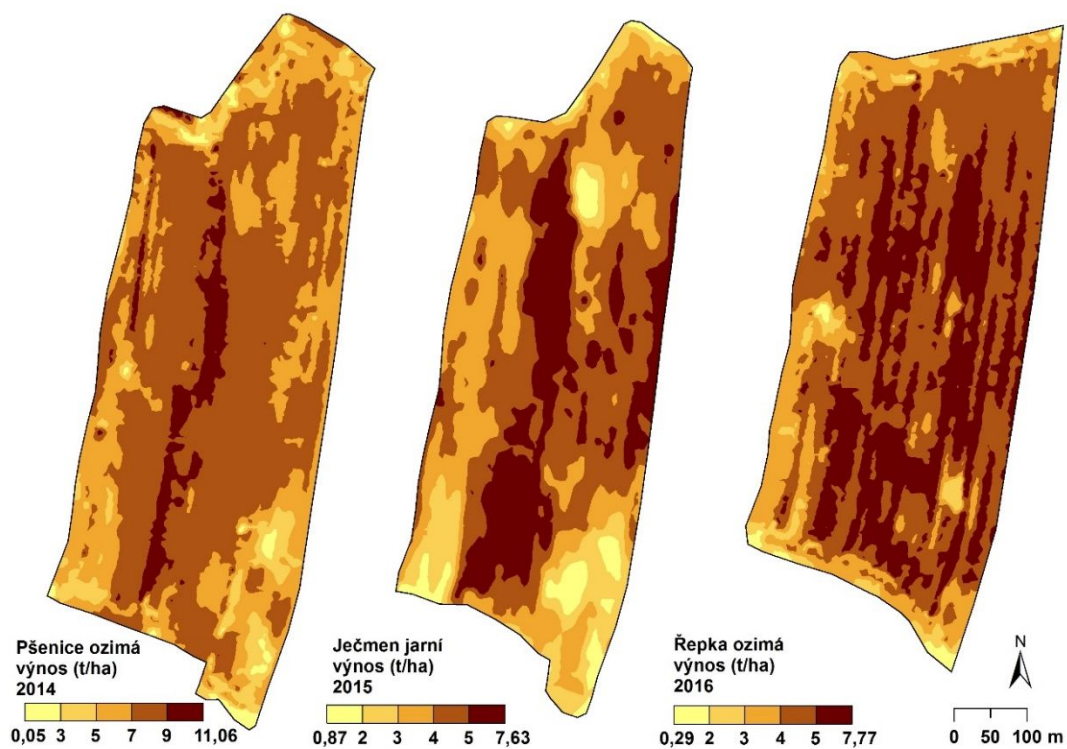 Pšenice ozimá
výnos (t/ha)
2014
0,05 3 5 7 9 11,06
Ječmen jarní
výnos (t/ha)
2015
0,87 2 3 4 5 7,63
Řepka ozimá
výnos (t/ha)
2016
0,29 2 3 4 5 7,77
N
0 50 100 m